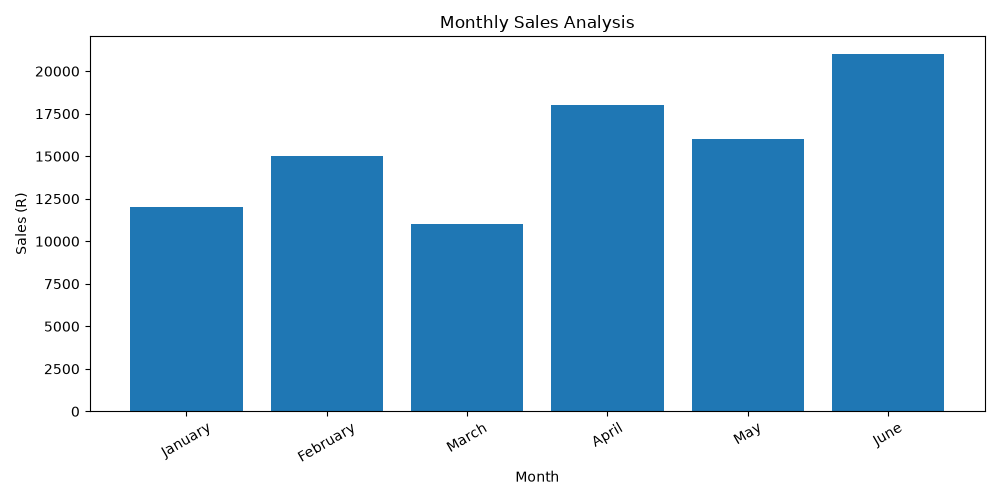 Monthly Sales Analysis
Sales (R)
20000
17500
15000
12500
10000
7500
5000
2500
0
January
February
March
April
May
June
Month